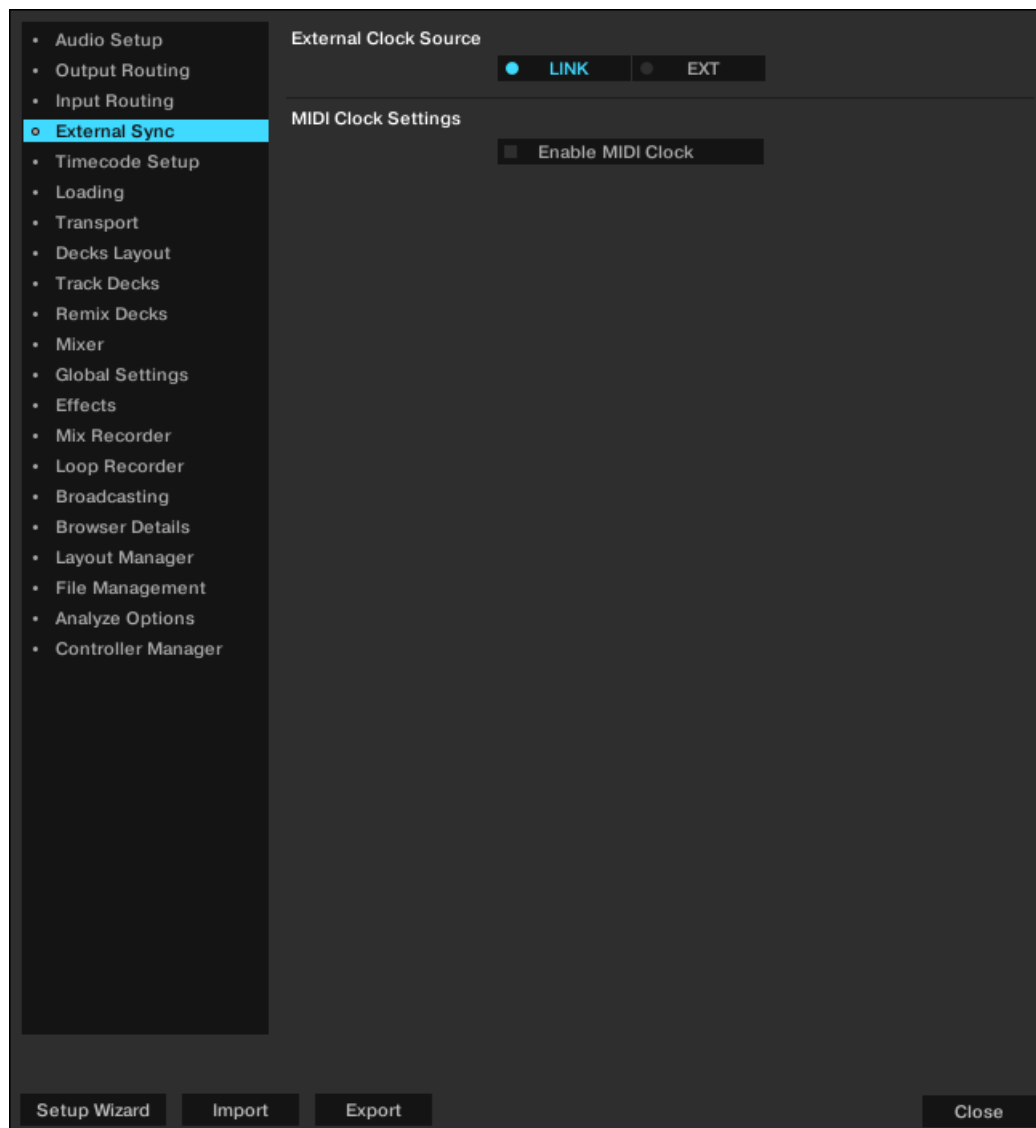 Audio Setup
Output Routing
Input Routing
External Sync
Timecode Setup
Loading
Transport
Decks Layout
Track Decks
Remix Decks
Mixer
Global Settings
Effects
Mix Recorder
Loop Recorder
Broadcasting
Browser Details
Layout Manager
File Management
Analyze Options
Controller Manager
External Clock Source
LINK EXT
MIDI Clock Settings
Enable MIDI Clock
Setup Wizard Import Export Close